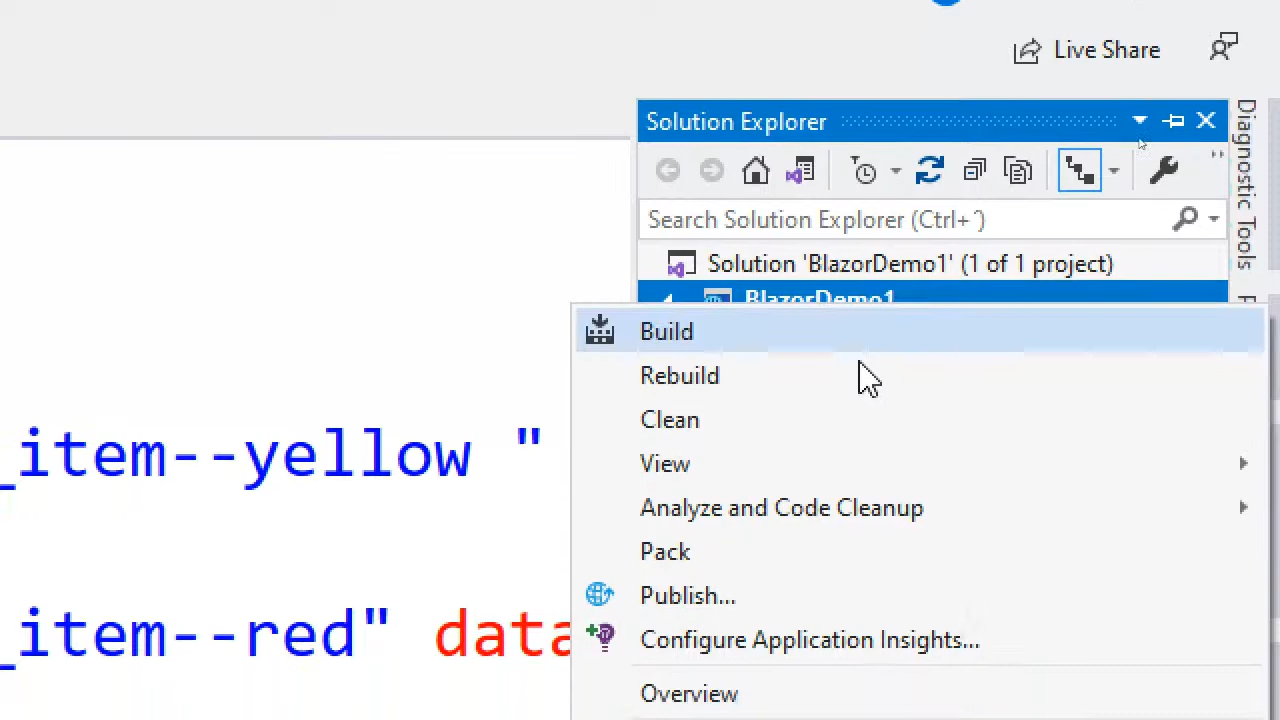 Live Share
Solution Explorer
Diagnostic Tools
Search Solution Explorer (Ctrl+´)
Solution 'BlazorDemo1' (1 of 1 project)
BlazorDemo1
Build
Rebuild
Clean
_item--yellow "
View
Analyze and Code Cleanup
Pack
Publish...
_item--red" data
Configure Application Insights...
Overview